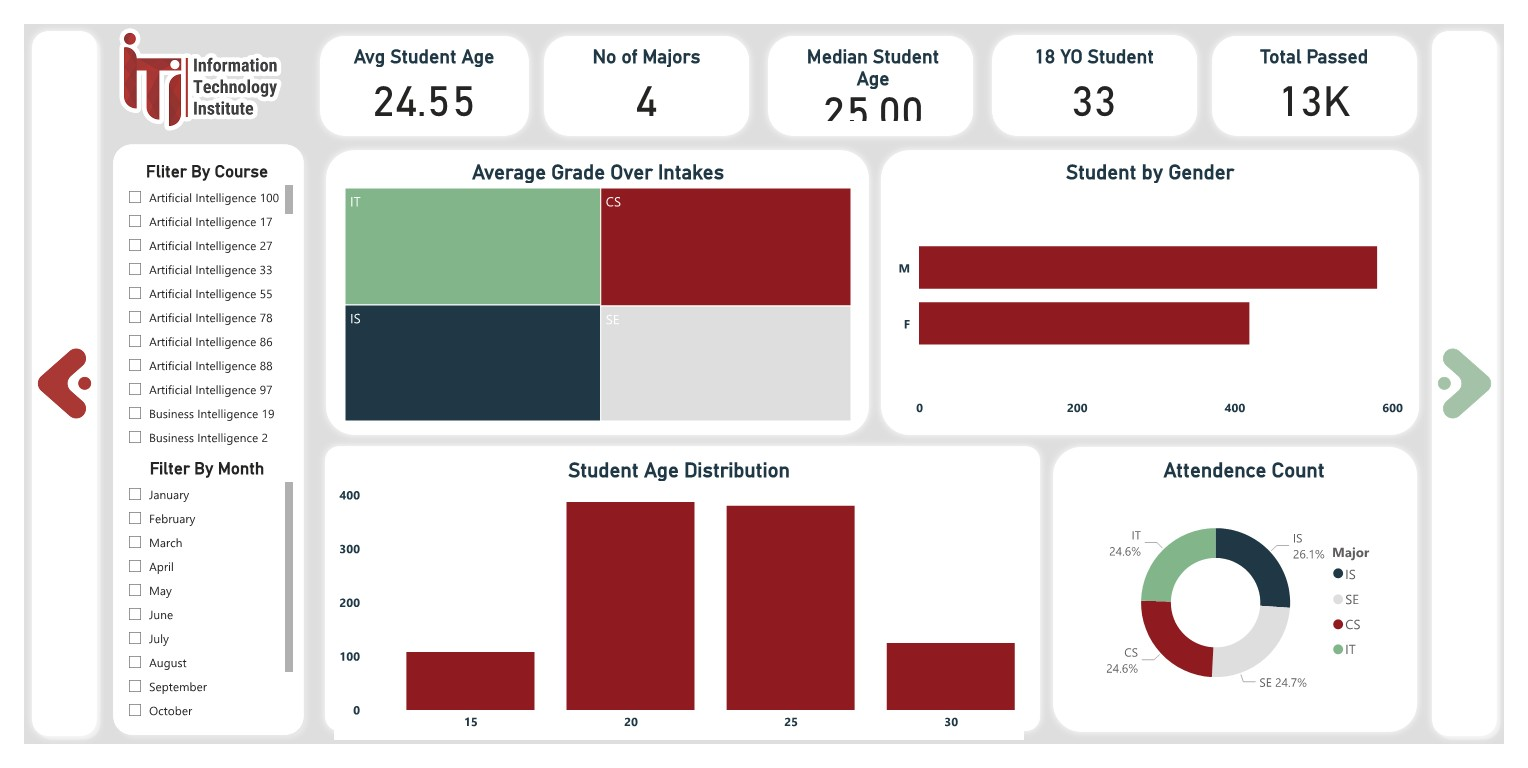 iTi
Information
Technology
Institute
Avg Student Age
24.55
No of Majors
4
Median Student
Age
25.00
18 YO Student
33
Total Passed
13K
Fliter By Course
Artificial Intelligence 100
Artificial Intelligence 17
Artificial Intelligence 27
Artificial Intelligence 33
Artificial Intelligence 55
Artificial Intelligence 78
Artificial Intelligence 86
Artificial Intelligence 88
Artificial Intelligence 97
Business Intelligence 19
Business Intelligence 2
Filter By Month
January
February
March
April
May
June
July
August
September
October
Average Grade Over Intakes
IT
CS
IS
SE
Student by Gender
M
F
0 200 400 600
Student Age Distribution
400
300
200
100
0
15 20 25 30
Attendence Count
IT
24.6%
IS
26.1%
CS
24.6%
SE 24.7%
Major
IS
SE
CS
IT